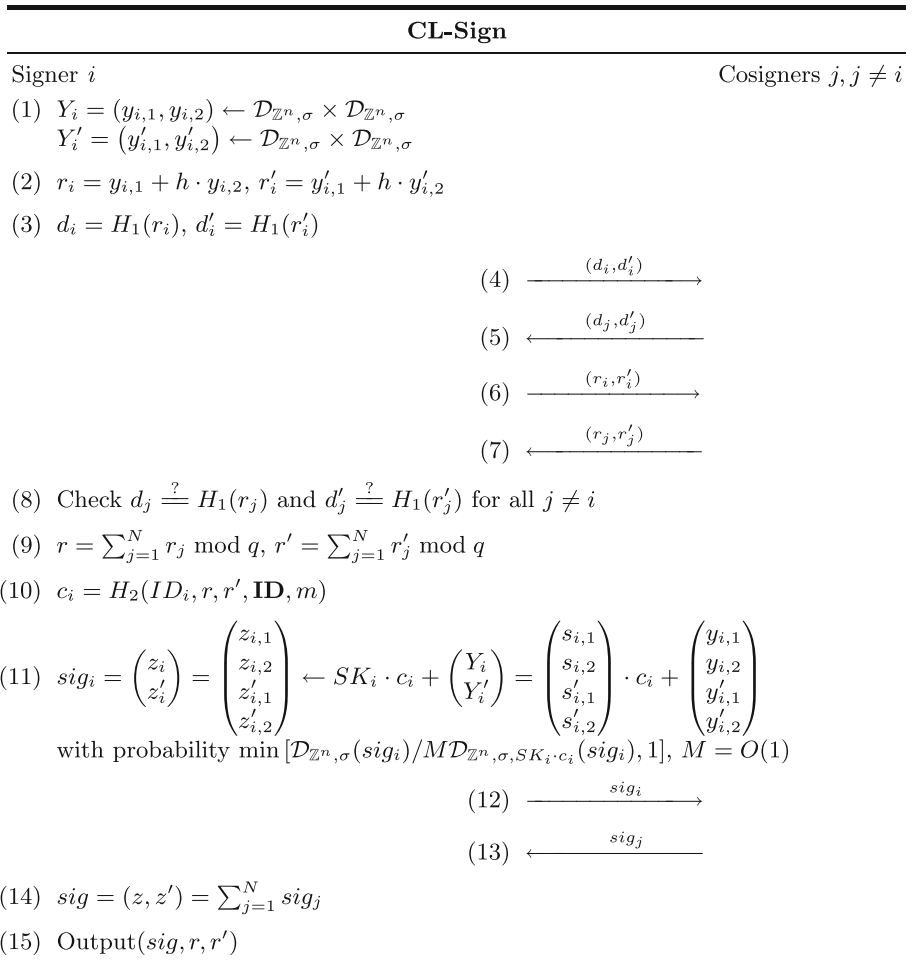 CL-Sign
Signer i Cosigners j, j ≠ i
(1) Y_i = (y_{i,1}, y_{i,2}) ← 𝒟_{ℤ^n,σ} × 𝒟_{ℤ^n,σ}
Y′_i = (y′_{i,1}, y′_{i,2}) ← 𝒟_{ℤ^n,σ} × 𝒟_{ℤ^n,σ}
(2) r_i = y_{i,1} + h · y_{i,2}, r′_i = y′_{i,1} + h · y′_{i,2}
(3) d_i = H_1(r_i), d′_i = H_1(r′_i)
(4) (d_i,d′_i) →
(5) (d_j,d′_j) ←
(6) (r_i,r′_i) →
(7) (r_j,r′_j) ←
(8) Check d_j =? H_1(r_j) and d′_j =? H_1(r′_j) for all j ≠ i
(9) r = ∑_{j=1}^N r_j mod q, r′ = ∑_{j=1}^N r′_j mod q
(10) c_i = H_2(ID_i, r, r′, ID, m)
(11) sig_i = (z_i z′_i) = (z_{i,1} z_{i,2} z′_{i,1} z′_{i,2}) ← SK_i · c_i + (Y_i Y′_i) = (s_{i,1} s_{i,2} s′_{i,1} s′_{i,2}) · c_i + (y_{i,1} y_{i,2} y′_{i,1} y′_{i,2})
with probability min [𝒟_{ℤ^n,σ}(sig_i)/M𝒟_{ℤ^n,σ,SK_i·c_i}(sig_i), 1], M = O(1)
(12) sig_i →
(13) sig_j ←
(14) sig = (z, z′) = ∑_{j=1}^N sig_j
(15) Output(sig, r, r′)